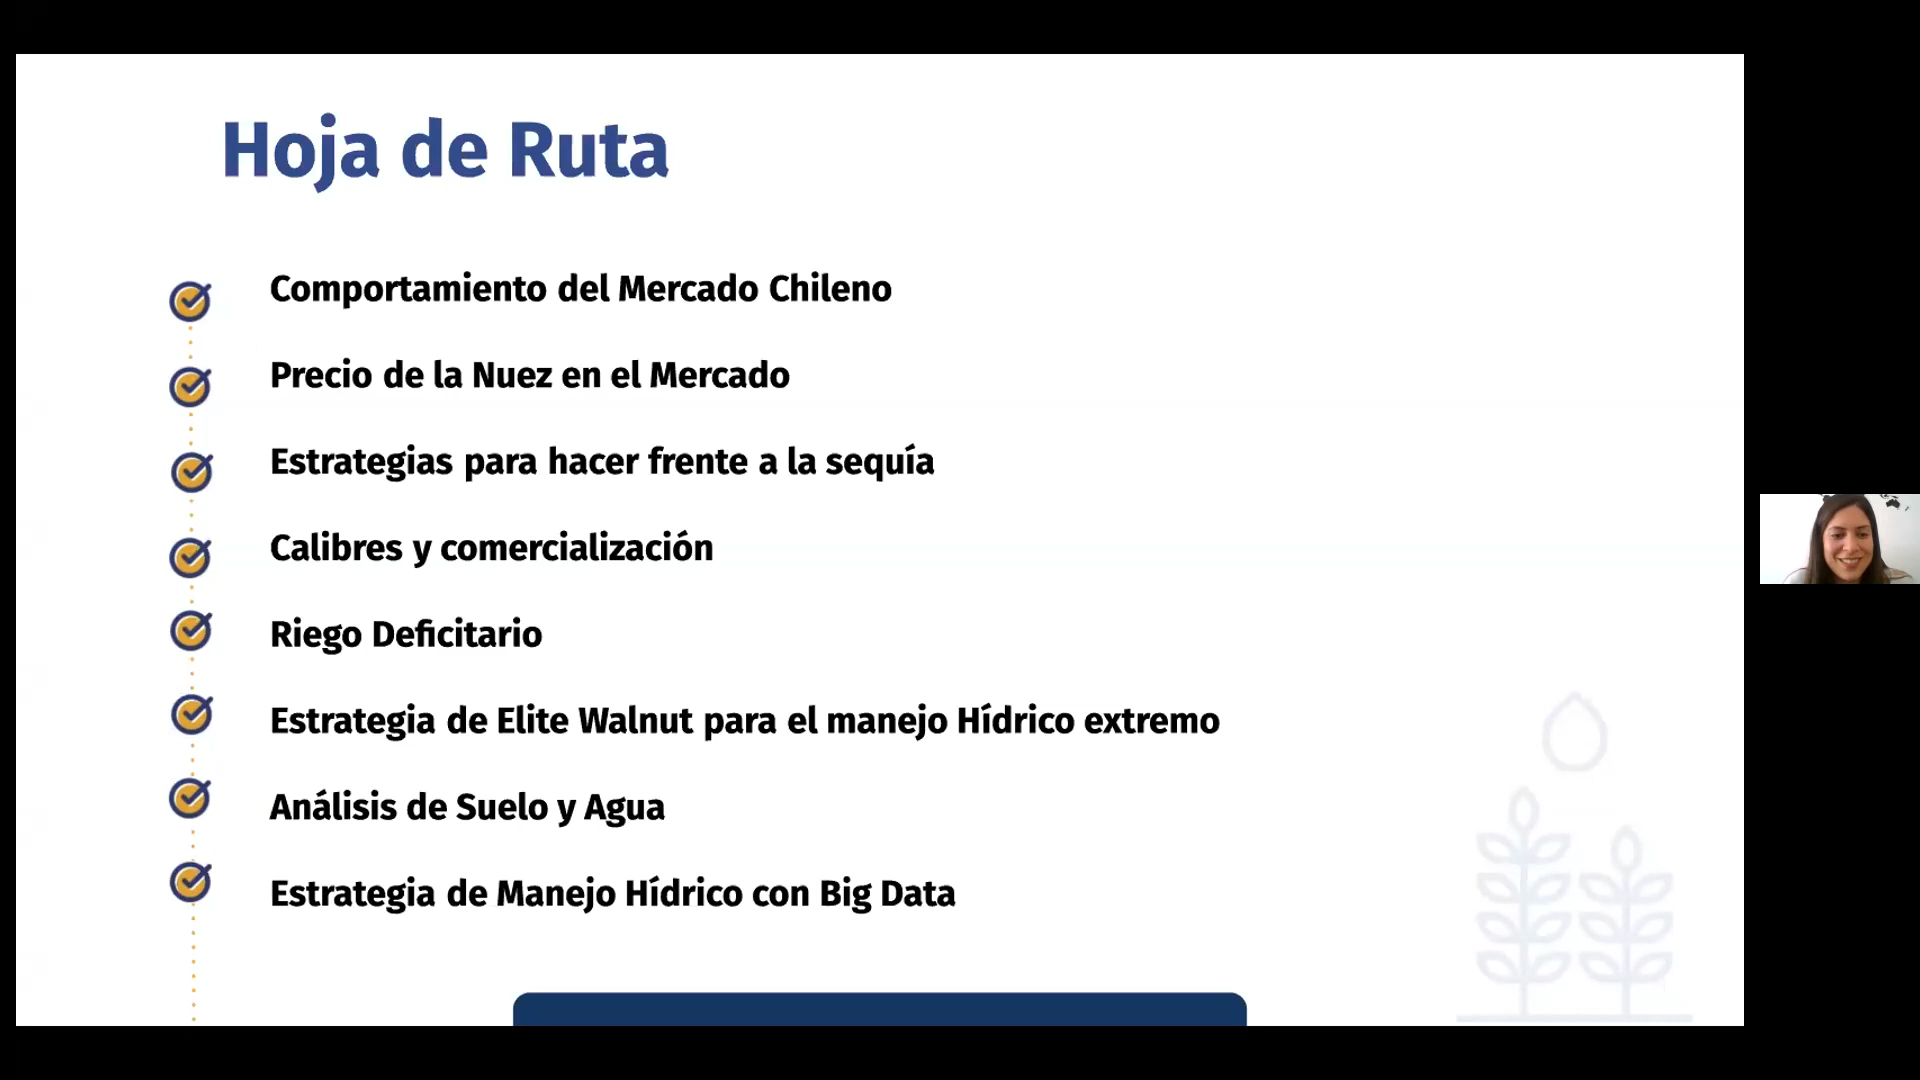 Hoja de Ruta
Comportamiento del Mercado Chileno
Precio de la Nuez en el Mercado
Estrategias para hacer frente a la sequía
Calibres y comercialización
Riego Deficitario
Estrategia de Elite Walnut para el manejo Hídrico extremo
Análisis de Suelo y Agua
Estrategia de Manejo Hídrico con Big Data